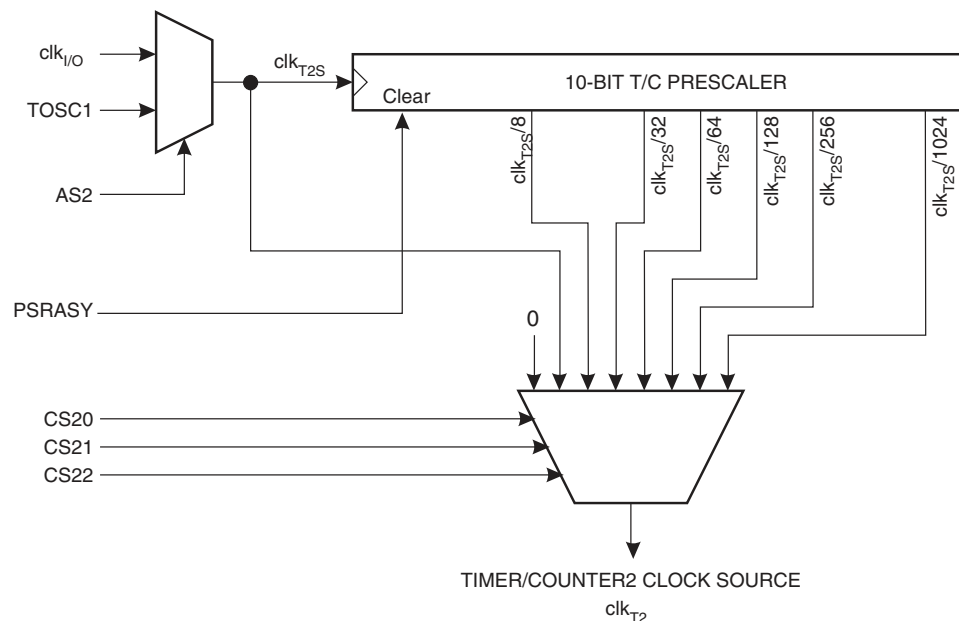 clkI/O
TOSC1
AS2
clkT2S
10-BIT T/C PRESCALER
Clear
clkT2S/8
clkT2S/32
clkT2S/64
clkT2S/128
clkT2S/256
clkT2S/1024
PSRASY
0
CS20
CS21
CS22
TIMER/COUNTER2 CLOCK SOURCE
clkT2